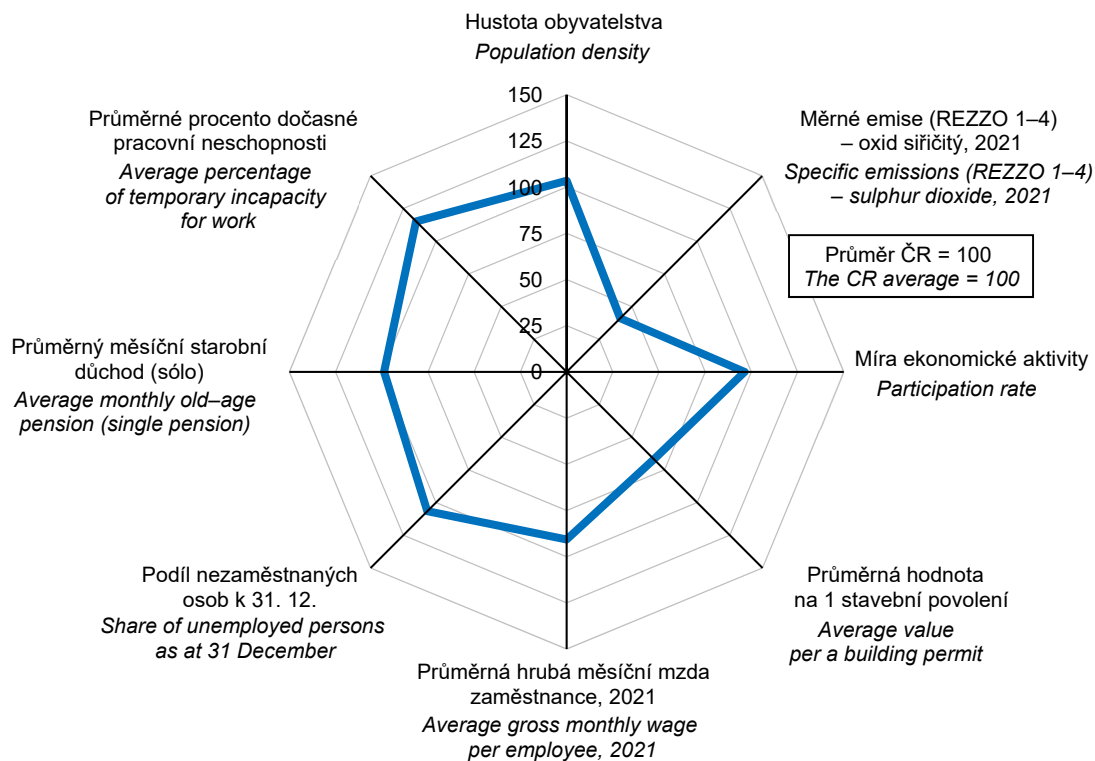 Hustota obyvatelstva
Population density
150
125
100
75
50
25
0
Měrné emise (REZZO 1–4)
– oxid siřičitý, 2021
Specific emissions (REZZO 1–4)
– sulphur dioxide, 2021
Průměr ČR = 100
The CR average = 100
Míra ekonomické aktivity
Participation rate
Průměrná hodnota
na 1 stavební povolení
Average value
per a building permit
Průměrná hrubá měsíční mzda
zaměstnance, 2021
Average gross monthly wage
per employee, 2021
Podíl nezaměstnaných
osob k 31. 12.
Share of unemployed persons
as at 31 December
Průměrný měsíční starobní
důchod (sólo)
Average monthly old–age
pension (single pension)
Průměrné procento dočasné
pracovní neschopnosti
Average percentage
of temporary incapacity
for work